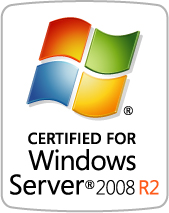 ®
CERTIFIED FOR
Windows
Server®2008 R2